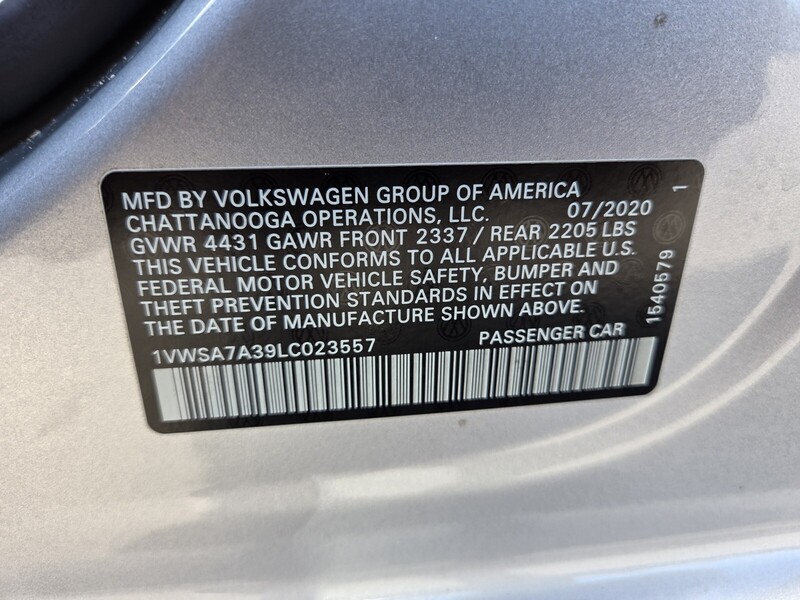 MFD BY VOLKSWAGEN GROUP OF AMERICA
CHATTANOOGA OPERATIONS, LLC. 07/2020
GVWR 4431 GAWR FRONT 2337 / REAR 2205 LBS
THIS VEHICLE CONFORMS TO ALL APPLICABLE U.S.
FEDERAL MOTOR VEHICLE SAFETY, BUMPER AND
THEFT PREVENTION STANDARDS IN EFFECT ON
THE DATE OF MANUFACTURE SHOWN ABOVE.
1VWSA7A39LC023557 PASSENGER CAR
1540579 1